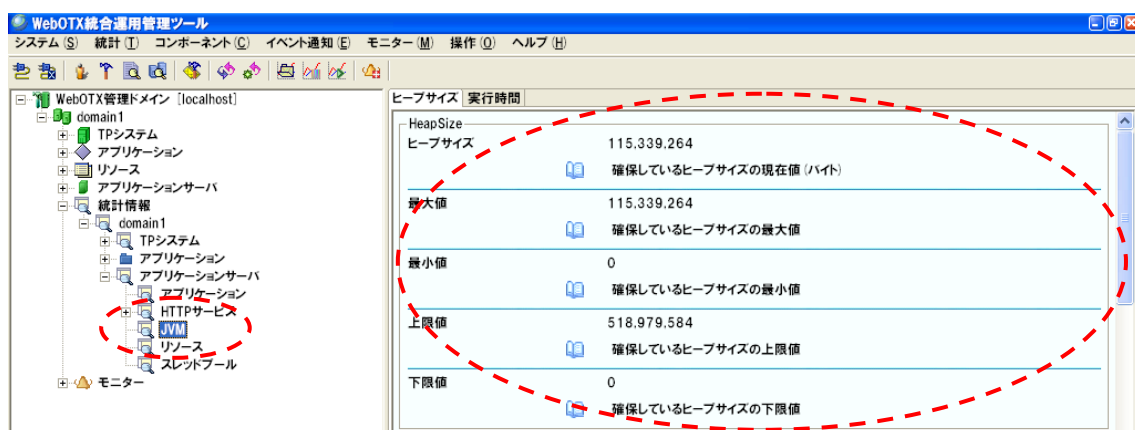 WebOTX統合運用管理ツール
システム(S) 統計(T) コンポーネント(C) イベント通知(E) モニター(M) 操作(O) ヘルプ(H)
WebOTX管理ドメイン [localhost]
domain1
TPシステム
アプリケーション
リソース
アプリケーションサーバ
統計情報
domain1
TPシステム
アプリケーション
アプリケーションサーバ
アプリケーション
HTTPサービス
JVM
リソース
スレッドプール
モニター
ヒープサイズ 実行時間
HeapSize
ヒープサイズ 115,339,264
確保しているヒープサイズの現在値(バイト)
最大値 115,339,264
確保しているヒープサイズの最大値
最小値 0
確保しているヒープサイズの最小値
上限値 518,979,584
確保しているヒープサイズの上限値
下限値 0
確保しているヒープサイズの下限値